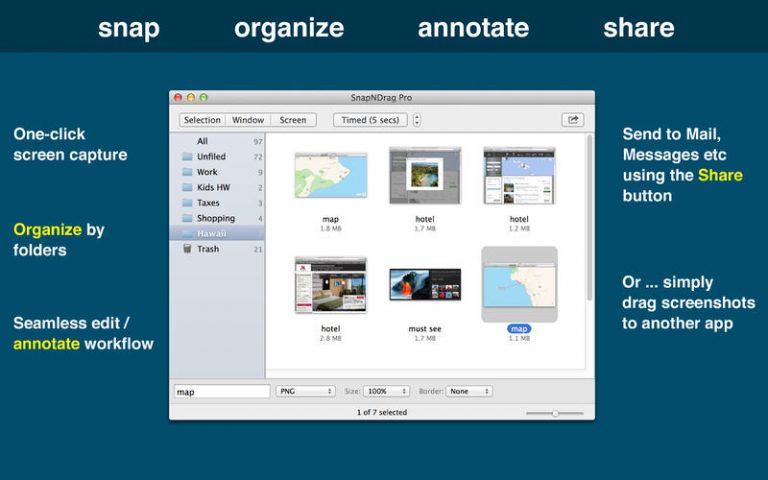 snap organize annotate share
One-click
screen capture
Organize by
folders
Seamless edit /
annotate workflow
SnapNDrag Pro
Selection Window Screen Timed (5 secs)
All 97
Unfiled 72
Work 9
Kids HW 2
Taxes 3
Shopping 4
Hawaii
Trash 21
map hotel hotel
1.8 MB 1.7 MB 1.2 MB
hotel must see map
2.8 MB 1.7 MB 1.1 MB
map PNG Size: 100% Border: None
1 of 7 selected
Send to Mail,
Messages etc
using the Share
button
Or ... simply
drag screenshots
to another app